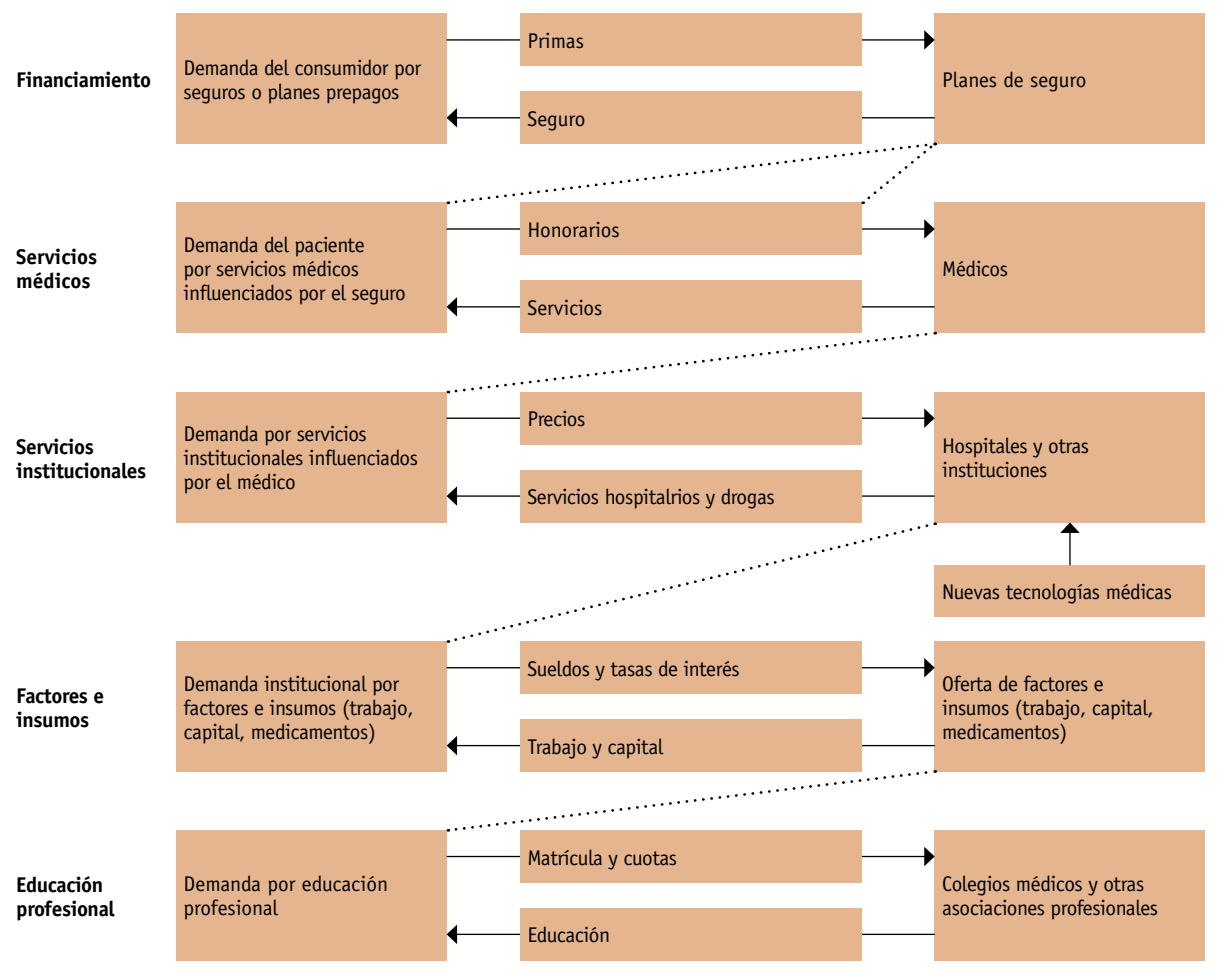 Financiamiento
Demanda del consumidor por
seguros o planes prepagos
Primas
Seguro
Planes de seguro
Servicios
médicos
Demanda del paciente
por servicios médicos
influenciados por el seguro
Honorarios
Servicios
Médicos
Servicios
institucionales
Demanda por servicios
institucionales influenciados
por el médico
Precios
Servicios hospitalrios y drogas
Hospitales y otras
instituciones
Nuevas tecnologías médicas
Factores e
insumos
Demanda institucional por
factores e insumos (trabajo,
capital, medicamentos)
Sueldos y tasas de interés
Trabajo y capital
Oferta de factores e
insumos (trabajo, capital,
medicamentos)
Educación
profesional
Demanda por educación
profesional
Matrícula y cuotas
Educación
Colegios médicos y otras
asociaciones profesionales